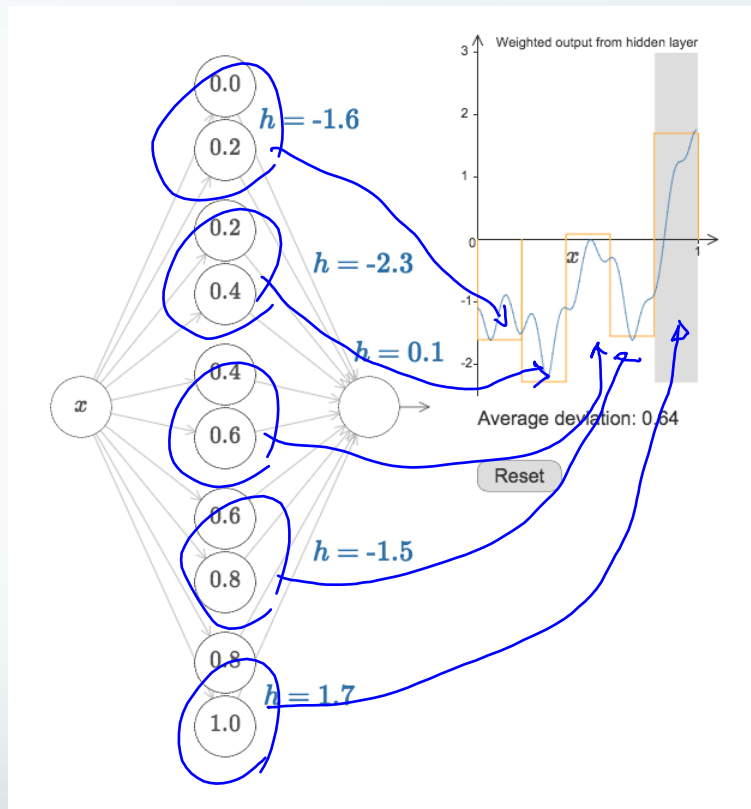 0.0
h = -1.6
0.2
0.2
h = -2.3
0.4
h = 0.1
0.4
x
0.6
0.6
h = -1.5
0.8
0.8
h = 1.7
1.0
Weighted output from hidden layer
3
2
1
0
x
1
-1
-2
Average deviation: 0.64
Reset